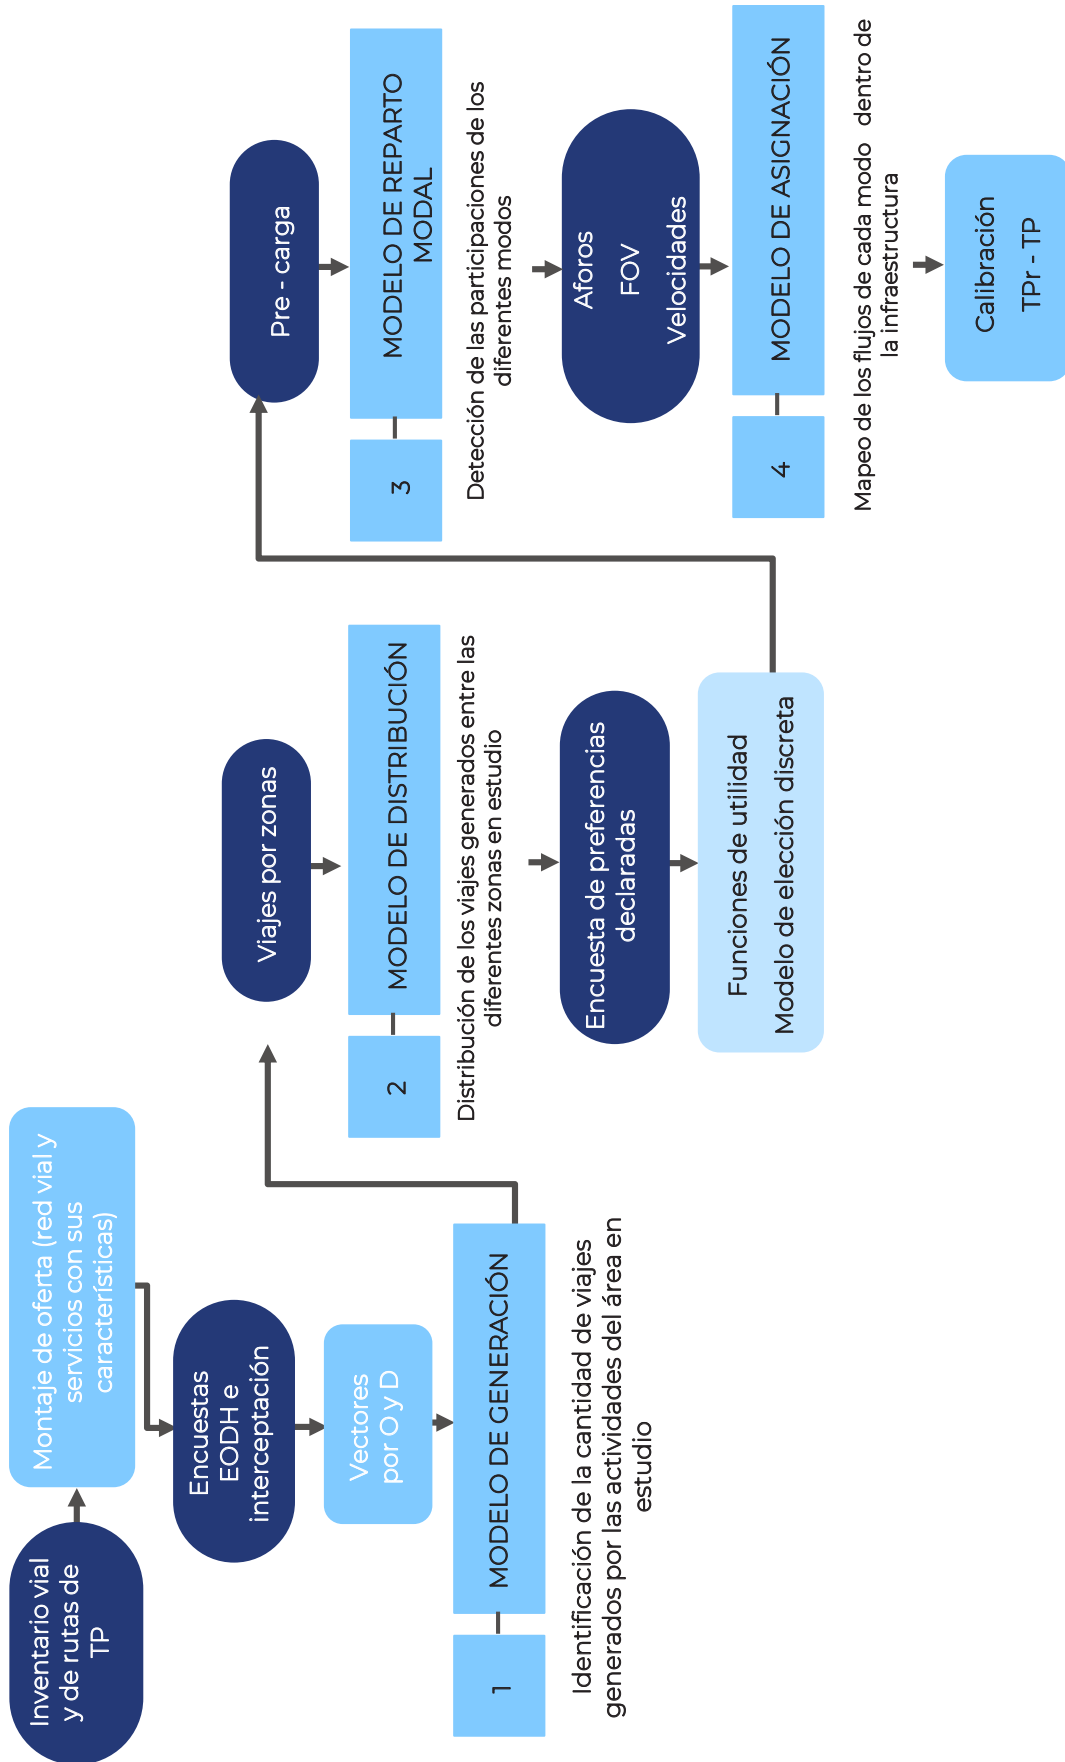 Inventario vial
y de rutas de
TP
Montaje de oferta (red vial y
servicios con sus
características)
Encuestas
EODH e
interceptación
Vectores
por O y D
1
MODELO DE GENERACIÓN
Identificación de la cantidad de viajes
generados por las actividades del área en
estudio
Viajes por zonas
2
MODELO DE DISTRIBUCIÓN
Distribución de los viajes generados entre las
diferentes zonas en estudio
Encuesta de preferencias
declaradas
Funciones de utilidad
Modelo de elección discreta
Pre - carga
3
MODELO DE REPARTO
MODAL
Detección de las participaciones de los
diferentes modos
Aforos
FOV
Velocidades
4
MODELO DE ASIGNACIÓN
Mapeo de los flujos de cada modo dentro de
la infraestructura
Calibración
TPr - TP